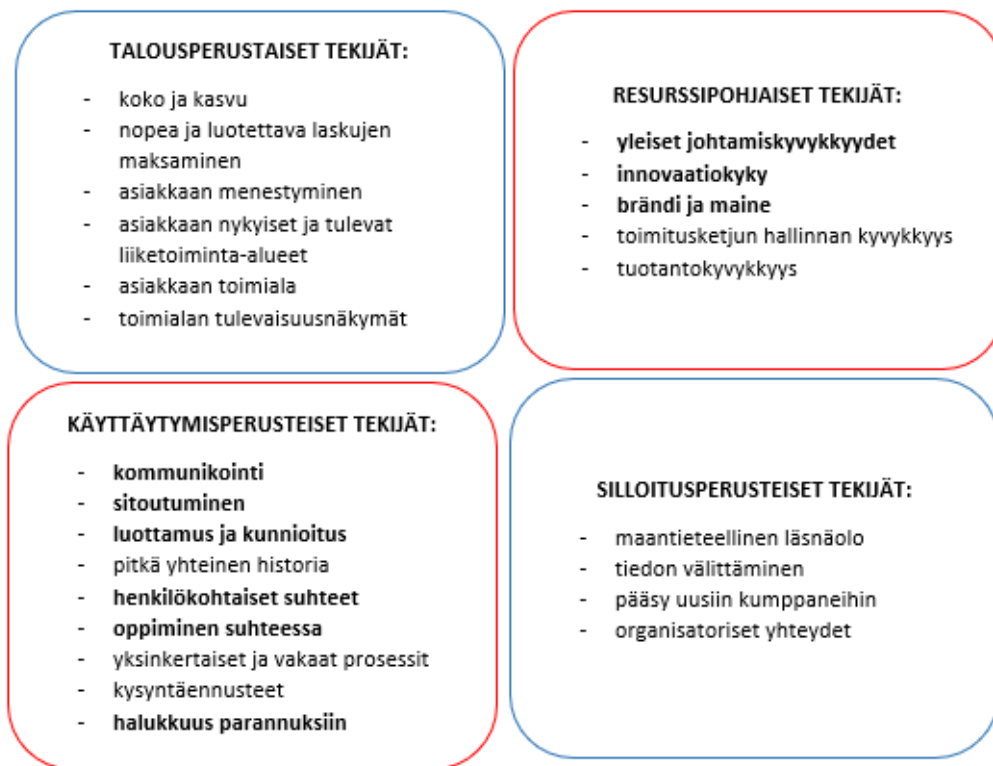 TALOUSPERUSTAISET TEKIJÄT:
- koko ja kasvu
- nopea ja luotettava laskujen
maksaminen
- asiakkaan menestyminen
- asiakkaan nykyiset ja tulevat
liiketoiminta-alueet
- asiakkaan toimiala
- toimialan tulevaisuusnäkymät
RESURSSIPOHJAISET TEKIJÄT:
- yleiset johtamiskyvykkyydet
- innovaatiokyky
- brändi ja maine
- toimitusketjun hallinnan kyvykkyys
- tuotantokyvykkyys
KÄYTTÄYTYMISPERUSTEISET TEKIJÄT:
- kommunikointi
- sitoutuminen
- luottamus ja kunnioitus
- pitkä yhteinen historia
- henkilökohtaiset suhteet
- oppiminen suhteessa
- yksinkertaiset ja vakaat prosessit
- kysyntäennusteet
- halukkuus parannuksiin
SILLOITUSPERUSTEISET TEKIJÄT:
- maantieteellinen läsnäolo
- tiedon välittäminen
- pääsy uusiin kumppaneihin
- organisatoriset yhteydet